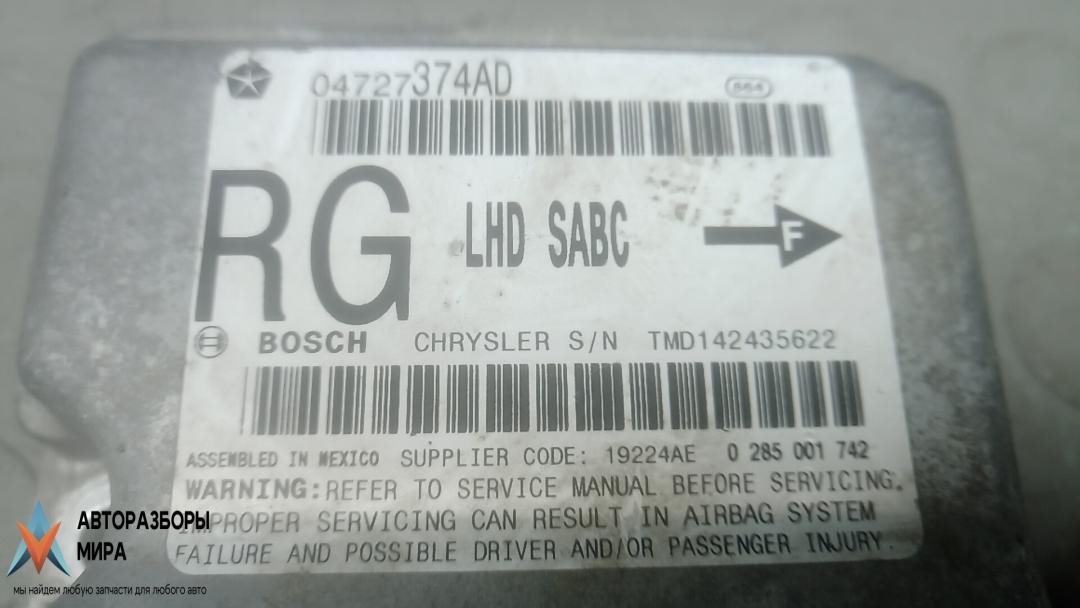 04727374AD 664
RG LHD SABC F
BOSCH CHRYSLER S/N TMD142435622
ASSEMBLED IN MEXICO SUPPLIER CODE: 19224AE 0 285 001 742
WARNING:REFER TO SERVICE MANUAL BEFORE SERVICING.
IMPROPER SERVICING CAN RESULT IN AIRBAG SYSTEM
FAILURE AND POSSIBLE DRIVER AND/OR PASSENGER INJURY.
АВТОРАЗБОРЫ
МИРА
мы найдем любую запчасти для любого авто